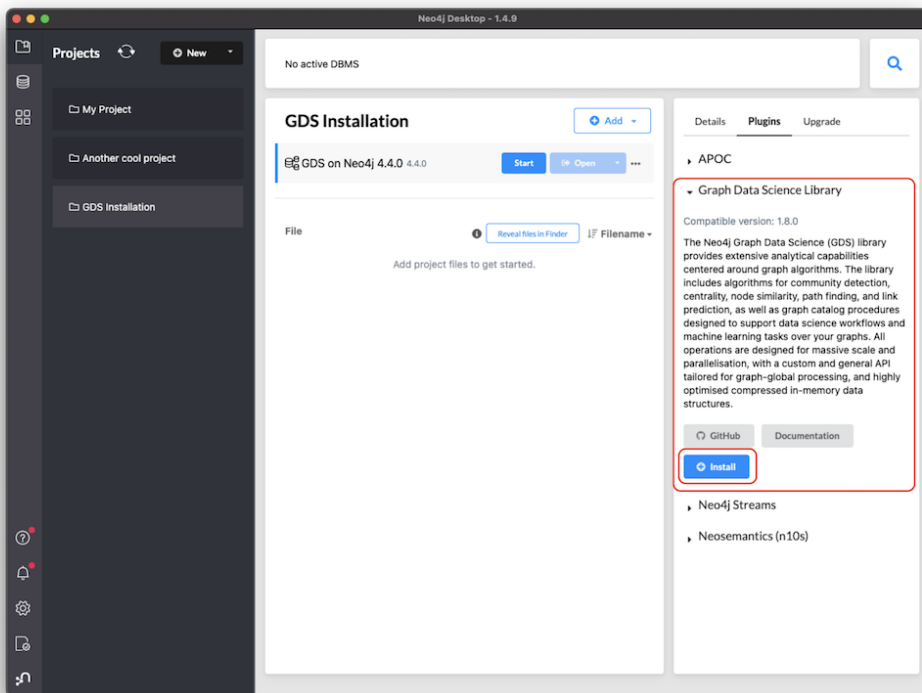 Neo4j Desktop - 1.4.9
Projects
New
My Project
Another cool project
GDS Installation
No active DBMS
GDS Installation
Add
GDS on Neo4j 4.4.0 4.4.0
Start
Open
File
Reveal files in Finder
Filename
Add project files to get started.
Details Plugins Upgrade
APOC
Graph Data Science Library
Compatible version: 1.8.0
The Neo4j Graph Data Science (GDS) library
provides extensive analytical capabilities
centered around graph algorithms. The library
includes algorithms for community detection,
centrality, node similarity, path finding, and link
prediction, as well as graph catalog procedures
designed to support data science workflows and
machine learning tasks over your graphs. All
operations are designed for massive scale and
parallelisation, with a custom and general API
tailored for graph-global processing, and highly
optimised compressed in-memory data
structures.
GitHub
Documentation
Install
Neo4j Streams
Neosemantics (n10s)